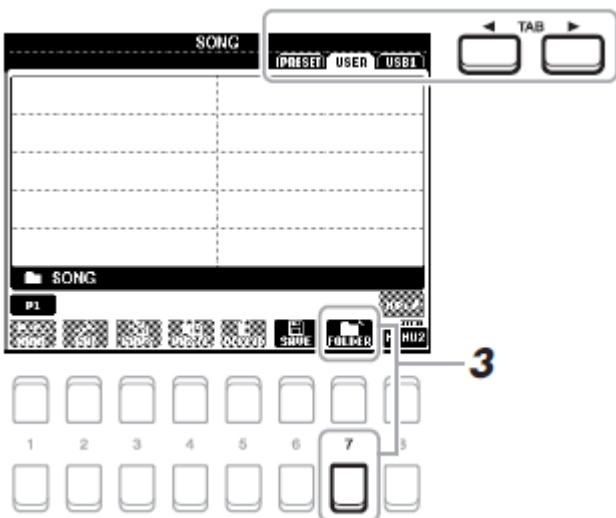 ◄ TAB ►
SONG
PRESET USER USB1
SONG
P1
SAVE FOLDER
3
1 2 3 4 5 6 7 8